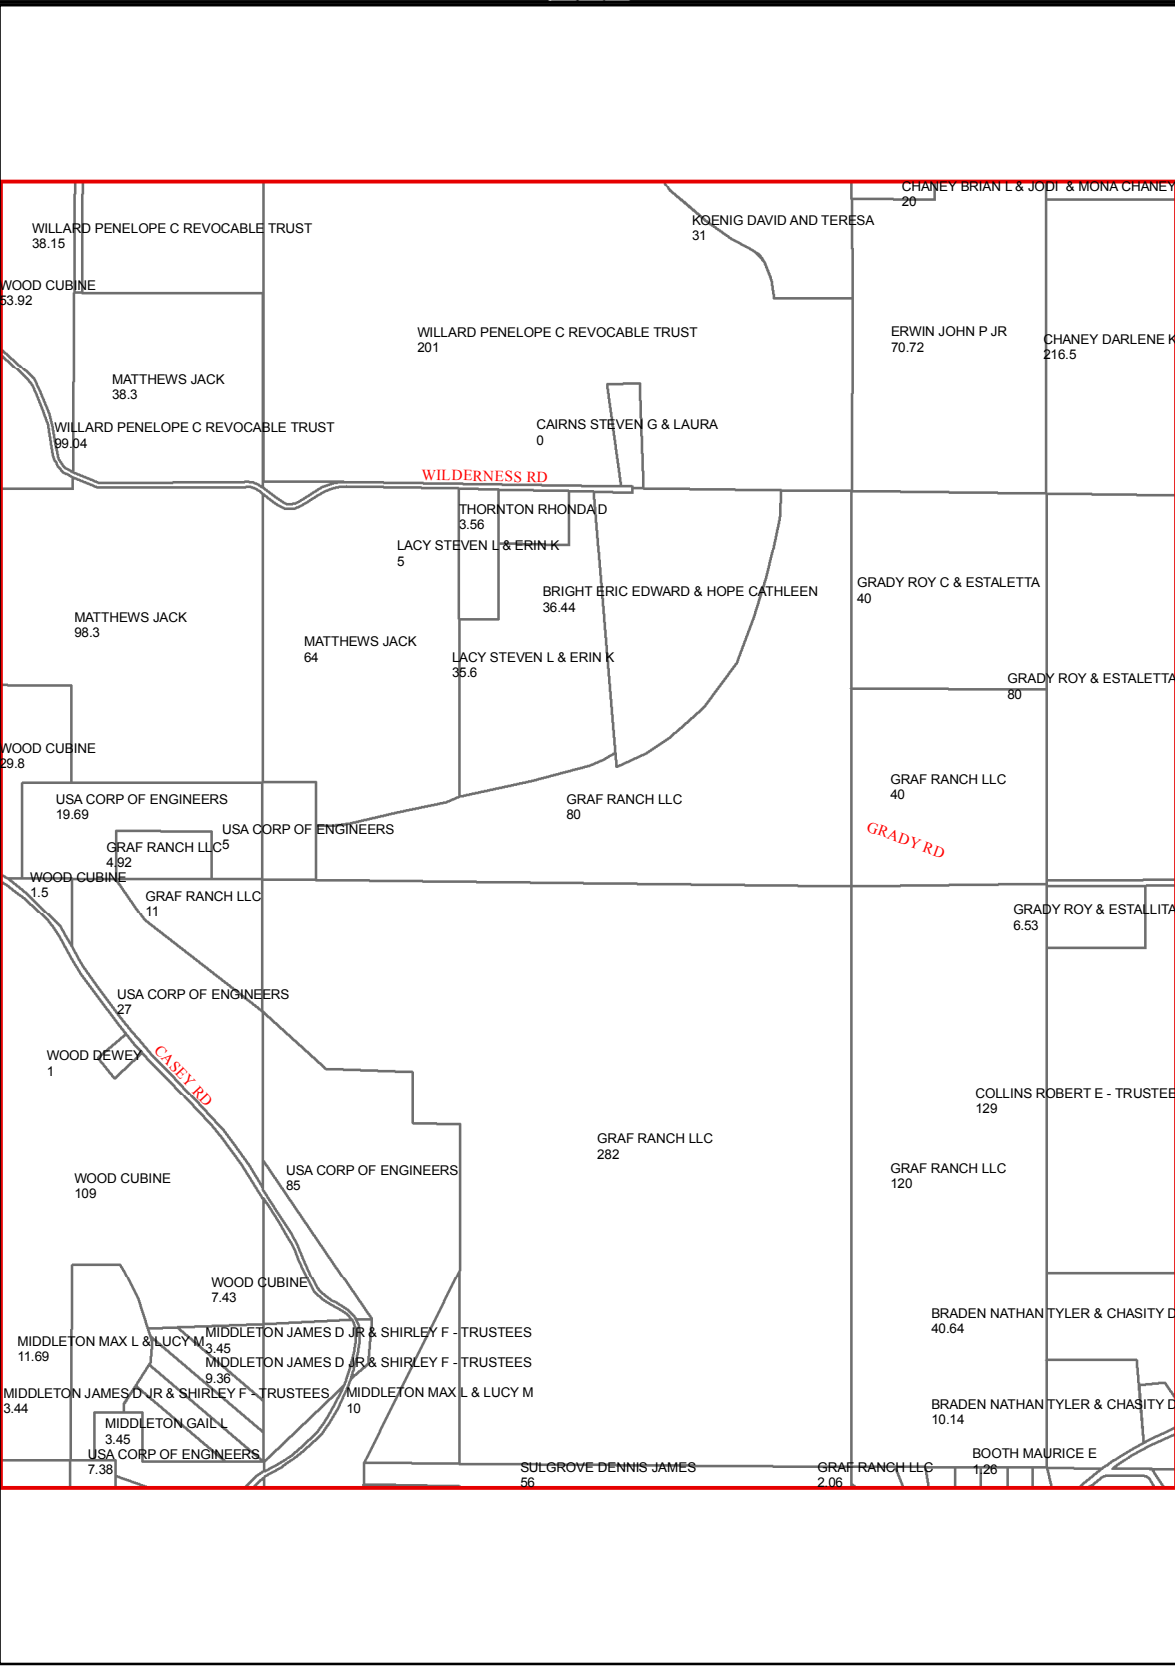 CHANEY BRIAN L & JODI & MONA CHANEY
20
KOENIG DAVID AND TERESA
31
WILLARD PENELOPE C REVOCABLE TRUST
38.15
WOOD CUBINE
53.92
WILLARD PENELOPE C REVOCABLE TRUST
201
ERWIN JOHN P JR
70.72
CHANEY DARLENE K
216.5
MATTHEWS JACK
38.3
CAIRNS STEVEN G & LAURA
0
WILLARD PENELOPE C REVOCABLE TRUST
99.04
WILDERNESS RD
THORNTON RHONDA D
3.56
LACY STEVEN L & ERIN K
5
BRIGHT ERIC EDWARD & HOPE CATHLEEN
36.44
GRADY ROY C & ESTALETTA
40
MATTHEWS JACK
98.3
MATTHEWS JACK
64
LACY STEVEN L & ERIN K
35.6
GRADY ROY & ESTALETTA
80
WOOD CUBINE
29.8
GRAF RANCH LLC
40
USA CORP OF ENGINEERS
19.69
GRAF RANCH LLC
80
USA CORP OF ENGINEERS
5
GRADY RD
GRAF RANCH LLC
4.92
WOOD CUBINE
1.5
GRAF RANCH LLC
11
GRADY ROY & ESTALLITA
6.53
USA CORP OF ENGINEERS
27
WOOD DEWEY
1
CASEY RD
COLLINS ROBERT E - TRUSTEE
129
GRAF RANCH LLC
282
GRAF RANCH LLC
120
USA CORP OF ENGINEERS
85
WOOD CUBINE
109
WOOD CUBINE
7.43
BRADEN NATHAN TYLER & CHASITY D
40.64
MIDDLETON JAMES D JR & SHIRLEY F - TRUSTEES
3.45
MIDDLETON MAX L & LUCY M
11.69
MIDDLETON JAMES D JR & SHIRLEY F - TRUSTEES
9.36
MIDDLETON JAMES D JR & SHIRLEY F - TRUSTEES
3.44
MIDDLETON MAX L & LUCY M
10
BRADEN NATHAN TYLER & CHASITY D
10.14
MIDDLETON GAIL L
3.45
USA CORP OF ENGINEERS
7.38
BOOTH MAURICE E
1.26
SULGROVE DENNIS JAMES
56
GRAF RANCH LLC
2.06